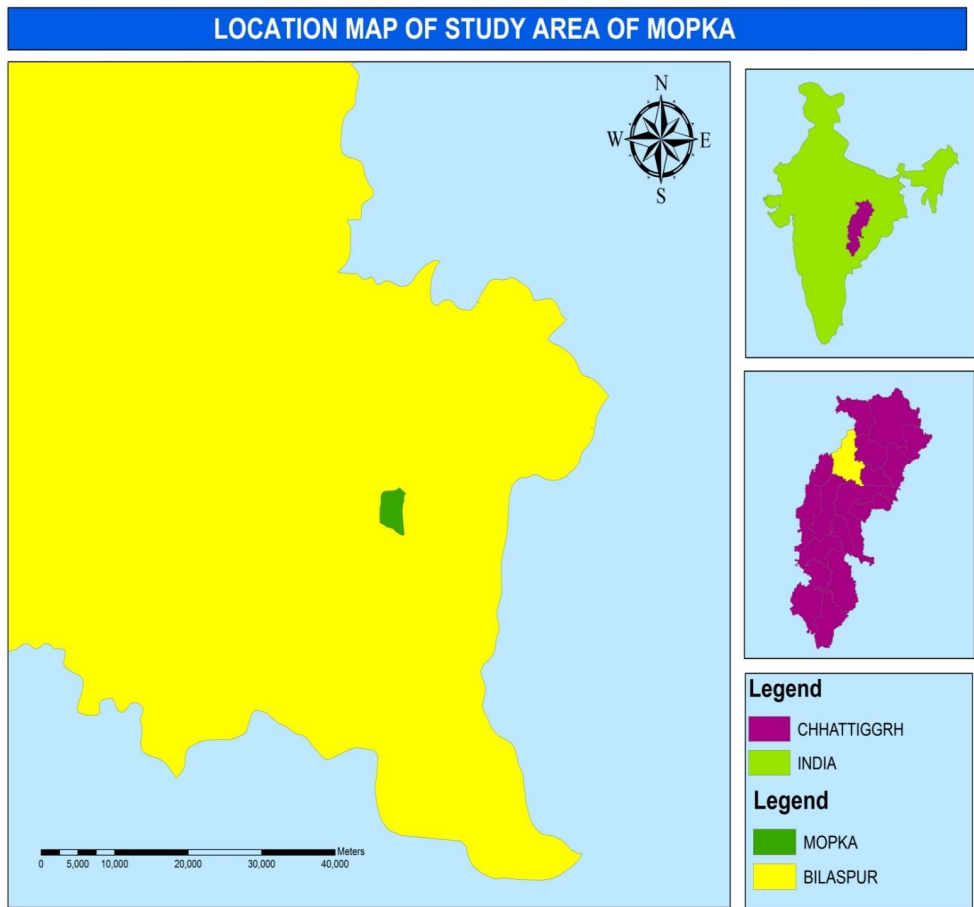 LOCATION MAP OF STUDY AREA OF MOPKA
N
W E
S
Legend
CHHATTIGGRH
INDIA
Legend
MOPKA
BILASPUR
Meters
0 5,000 10,000 20,000 30,000 40,000